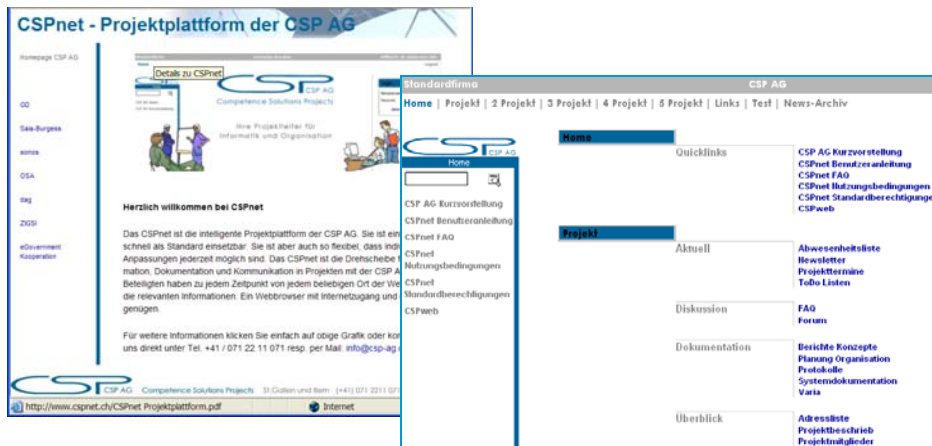 CSPnet - Projektplattform der CSP AG
Homepage CSP AG
Details zu CSPnet
CSP AG
Competence Solutions Projects
Ihre Projektleiter für
Informatik und Organisation
Saia-Burgess
sonos
OSA
ZIGSI
eGovernment
Kooperation
Herzlich willkommen bei CSPnet
Das CSPnet ist die intelligente Projektplattform der CSP AG. Sie ist ein
schnell als Standard einsetzbar. Sie ist aber auch so flexibel, dass indi
Anpassungen jederzeit möglich sind. Das CSPnet ist die Drehscheibe f
mation, Dokumentation und Kommunikation in Projekten mit der CSP A
Beteiligten haben zu jedem Zeitpunkt von jedem beliebigen Ort der We
die relevanten Informationen. Ein Webbrowser mit Internetzugang und
genügen.
Für weitere Informationen klicken Sie einfach auf obige Grafik oder kon
uns direkt unter Tel. +41 / 071 22 11 071 resp. per Mail: info@csp-ag.
CSP AG Competence Solutions Projects St.Gallen und Bern (+41) 071 2211 071
http://www.cspnet.ch/CSPnet Projektplattform.pdf Internet
Standardfirma CSP AG
Home | Projekt | 2 Projekt | 3 Projekt | 4 Projekt | 5 Projekt | Links | Test | News-Archiv
CSP AG
Home
CSP AG Kurzvorstellung
CSPnet Benutzeranleitung
CSPnet FAQ
CSPnet
Nutzungsbedingungen
CSPnet
Standardberechtigungen
CSPweb
Home
Quicklinks
CSP AG Kurzvorstellung
CSPnet Benutzeranleitung
CSPnet FAQ
CSPnet Nutzungsbedingungen
CSPnet Standardberechtigunge
CSPweb
Projekt
Aktuell
Abwesenheitsliste
Newsletter
Projekttermine
ToDo Listen
Diskussion
FAQ
Forum
Dokumentation
Berichte Konzepte
Planung Organisation
Protokolle
Systemdokumentation
Varia
Überblick
Adressliste
Projektbeschrieb
Projektmitglieder